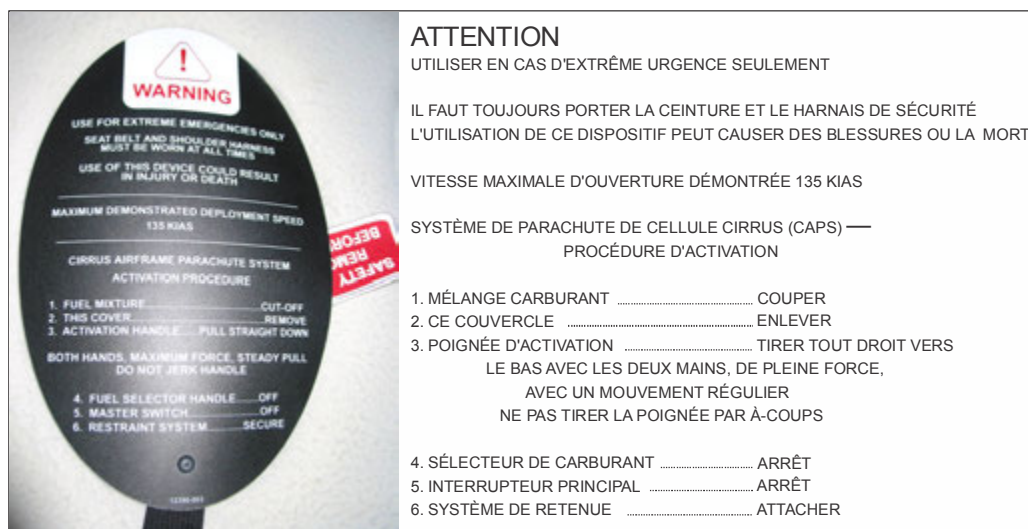 !
WARNING
USE FOR EXTREME EMERGENCIES ONLY
SEAT BELT AND SHOULDER HARNESS
MUST BE WORN AT ALL TIMES
USE OF THIS DEVICE COULD RESULT
IN INJURY OR DEATH
MAXIMUM DEMONSTRATED DEPLOYMENT SPEED
135 KIAS
CIRRUS AIRFRAME PARACHUTE SYSTEM
ACTIVATION PROCEDURE
1. FUEL MIXTURE CUT-OFF
2. THIS COVER REMOVE
3. ACTIVATION HANDLE PULL STRAIGHT DOWN
BOTH HANDS, MAXIMUM FORCE, STEADY PULL
DO NOT JERK HANDLE
4. FUEL SELECTOR HANDLE OFF
5. MASTER SWITCH OFF
6. RESTRAINT SYSTEM SECURE
SAFETY
REMO
BEFOR
ATTENTION
UTILISER EN CAS D'EXTRÊME URGENCE SEULEMENT
IL FAUT TOUJOURS PORTER LA CEINTURE ET LE HARNAIS DE SÉCURITÉ
L'UTILISATION DE CE DISPOSITIF PEUT CAUSER DES BLESSURES OU LA MORT
VITESSE MAXIMALE D'OUVERTURE DÉMONTRÉE 135 KIAS
SYSTÈME DE PARACHUTE DE CELLULE CIRRUS (CAPS) —
PROCÉDURE D'ACTIVATION
1. MÉLANGE CARBURANT ........ COUPER
2. CE COUVERCLE ........ ENLEVER
3. POIGNÉE D'ACTIVATION ........ TIRER TOUT DROIT VERS
LE BAS AVEC LES DEUX MAINS, DE PLEINE FORCE,
AVEC UN MOUVEMENT RÉGULIER
NE PAS TIRER LA POIGNÉE PAR À-COUPS
4. SÉLECTEUR DE CARBURANT ........ ARRÊT
5. INTERRUPTEUR PRINCIPAL ........ ARRÊT
6. SYSTÈME DE RETENUE ........ ATTACHER